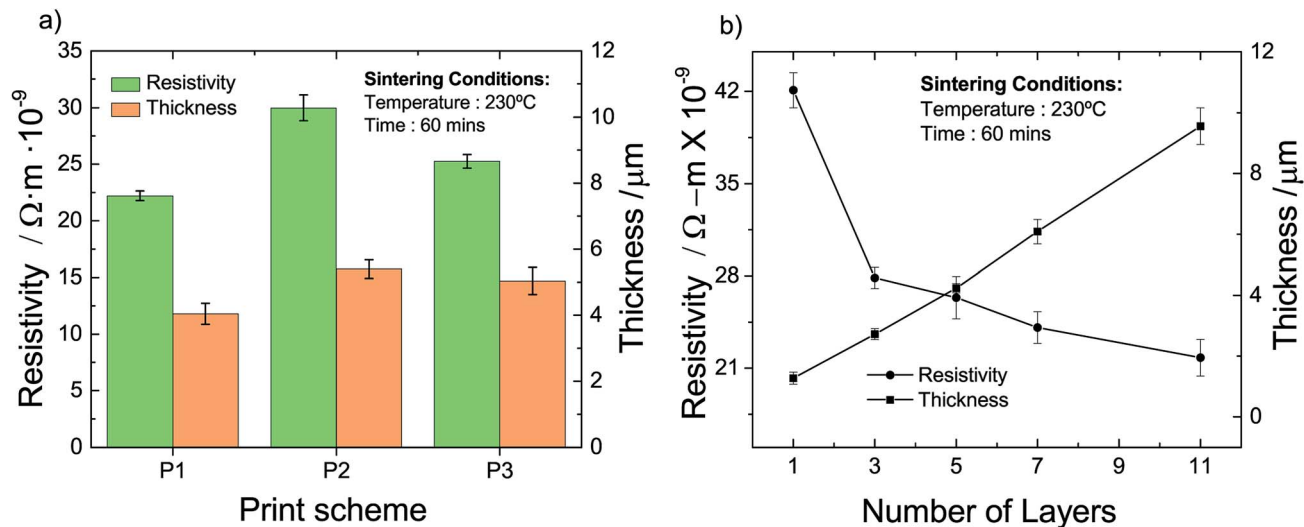 a)
Resistivity / Ω·m ·10⁻⁹
35
30
25
20
15
10
5
0
Resistivity
Thickness
Sintering Conditions:
Temperature : 230ºC
Time : 60 mins
12
10
8
6
4
2
0
Thickness /μm
P1 P2 P3
Print scheme
b)
Resistivity / Ω–m X 10⁻⁹
42
35
28
21
Sintering Conditions:
Temperature : 230ºC
Time : 60 mins
Resistivity
Thickness
12
8
4
0
Thickness /μm
1 3 5 7 9 11
Number of Layers